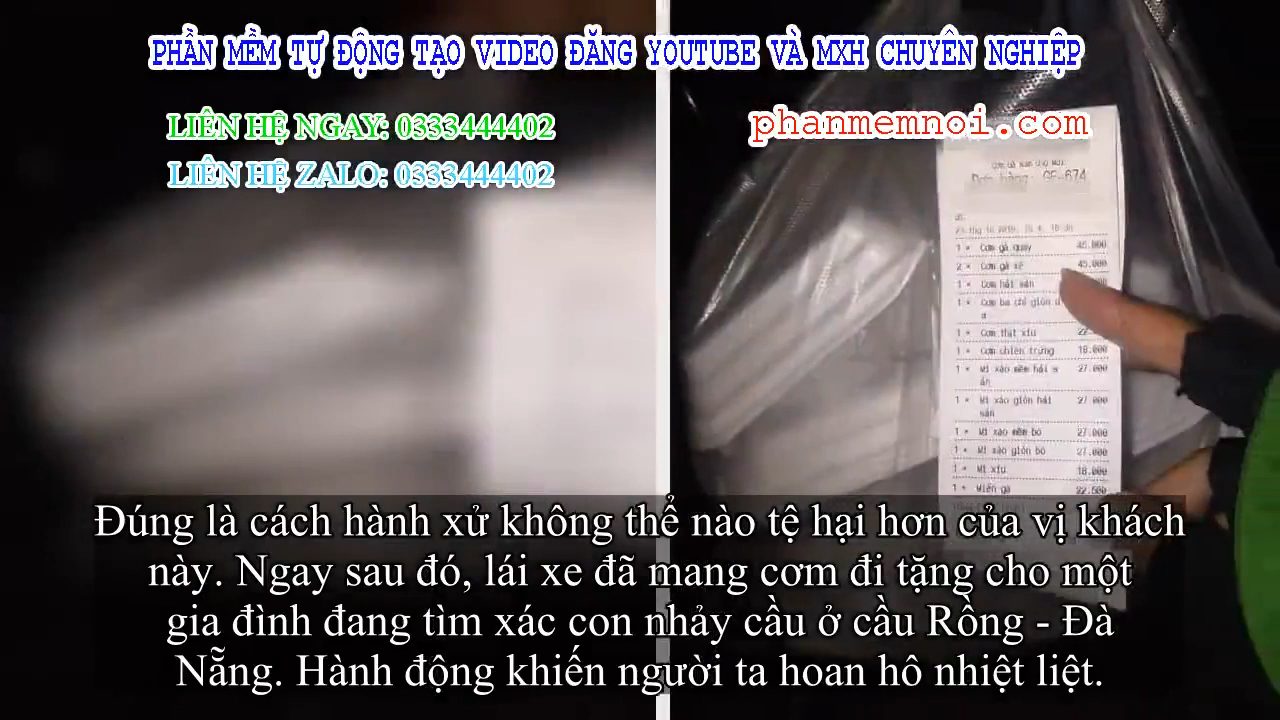 PHẦN MỀM TỰ ĐỘNG TẠO VIDEO ĐĂNG YOUTUBE VÀ MXH CHUYÊN NGHIỆP
LIÊN HỆ NGAY: 0333444402
phanmemnoi.com
LIÊN HỆ ZALO: 0333444402
Đơn hàng: GF-674
1 × Cơm gà quay 45.000
2 × Cơm gà xé 45.000
1 × Cơm hải sản
1 × Cơm ba chỉ giòn
1 × Cơm thịt xíu
1 × Cơm chiên trứng 18.000
1 × Mì xào mềm hải s 27.000
ản
1 × Mì xào giòn hải 27.000
sản
1 × Mì xào mềm bò 27.000
1 × Mì xào giòn bò 27.000
1 × Mì xíu 18.000
1 × Miến gà 22.500
Đúng là cách hành xử không thể nào tệ hại hơn của vị khách
này. Ngay sau đó, lái xe đã mang cơm đi tặng cho một
gia đình đang tìm xác con nhảy cầu ở cầu Rồng - Đà
Nẵng. Hành động khiến người ta hoan hô nhiệt liệt.